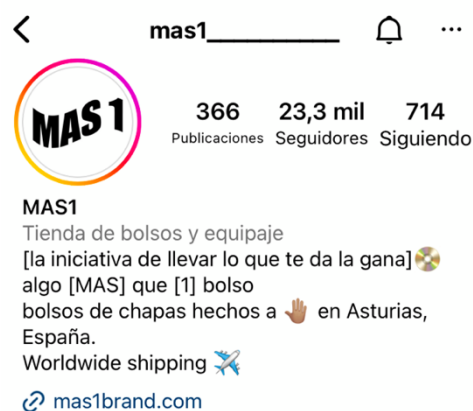 mas1___________
MAS 1
366 23,3 mil 714
Publicaciones Seguidores Siguiendo
MAS1
Tienda de bolsos y equipaje
[la iniciativa de llevar lo que te da la gana]📀
algo [MAS] que [1] bolso
bolsos de chapas hechos a 🤚🏽 en Asturias,
España.
Worldwide shipping ✈️
mas1brand.com